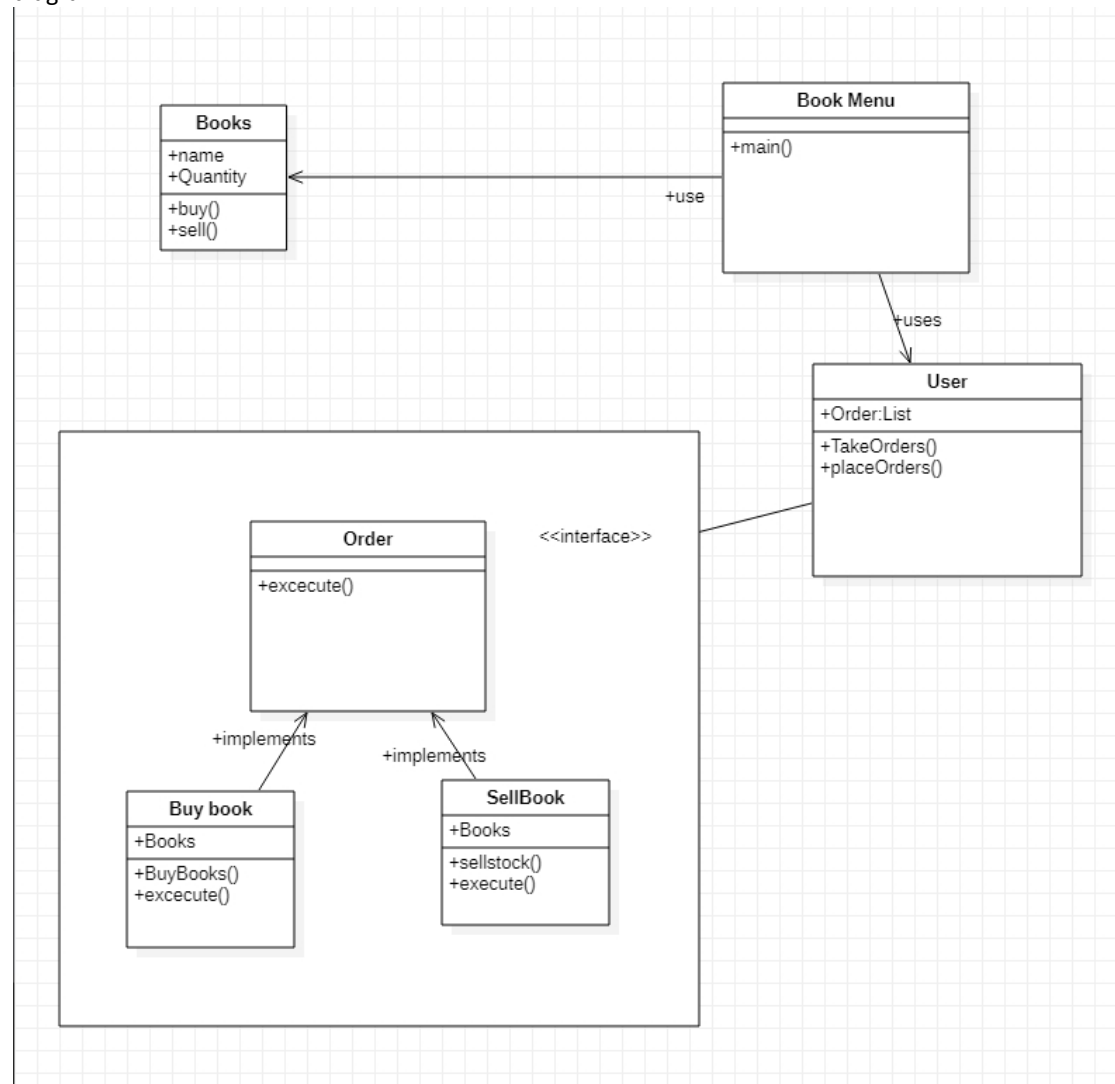 Books
+name
+Quantity
+buy()
+sell()
Book Menu
+main()
+use
+uses
User
+Order:List
+TakeOrders()
+placeOrders()
<<interface>>
Order
+excecute()
+implements
+implements
Buy book
+Books
+BuyBooks()
+excecute()
SellBook
+Books
+sellstock()
+execute()